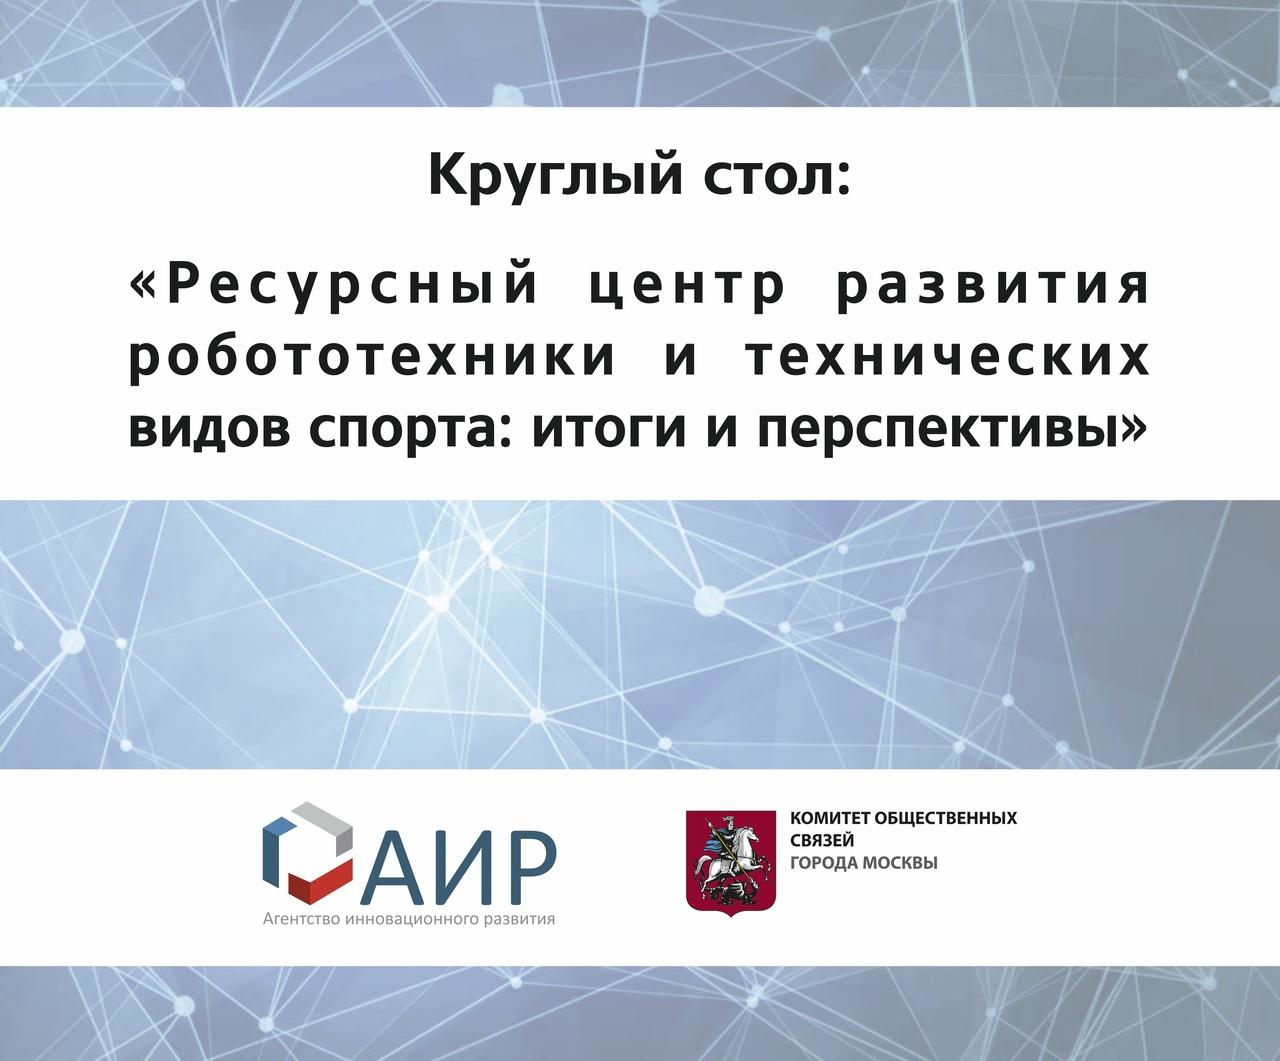 Круглый стол:
«Ресурсный центр развития
робототехники и технических
видов спорта: итоги и перспективы»
АИР
Агентство инновационного развития
КОМИТЕТ ОБЩЕСТВЕННЫХ
СВЯЗЕЙ
ГОРОДА МОСКВЫ